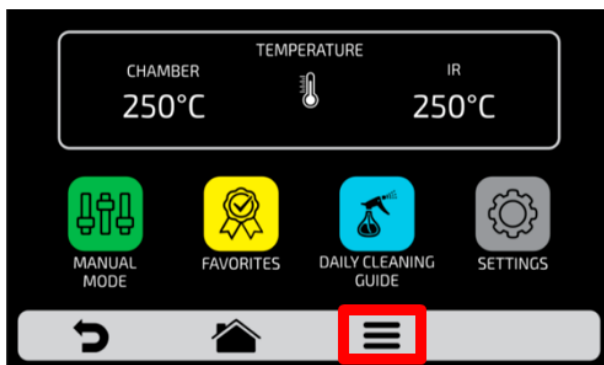 TEMPERATURE
CHAMBER
IR
250°C
250°C
MANUAL
MODE
FAVORITES
DAILY CLEANING
GUIDE
SETTINGS